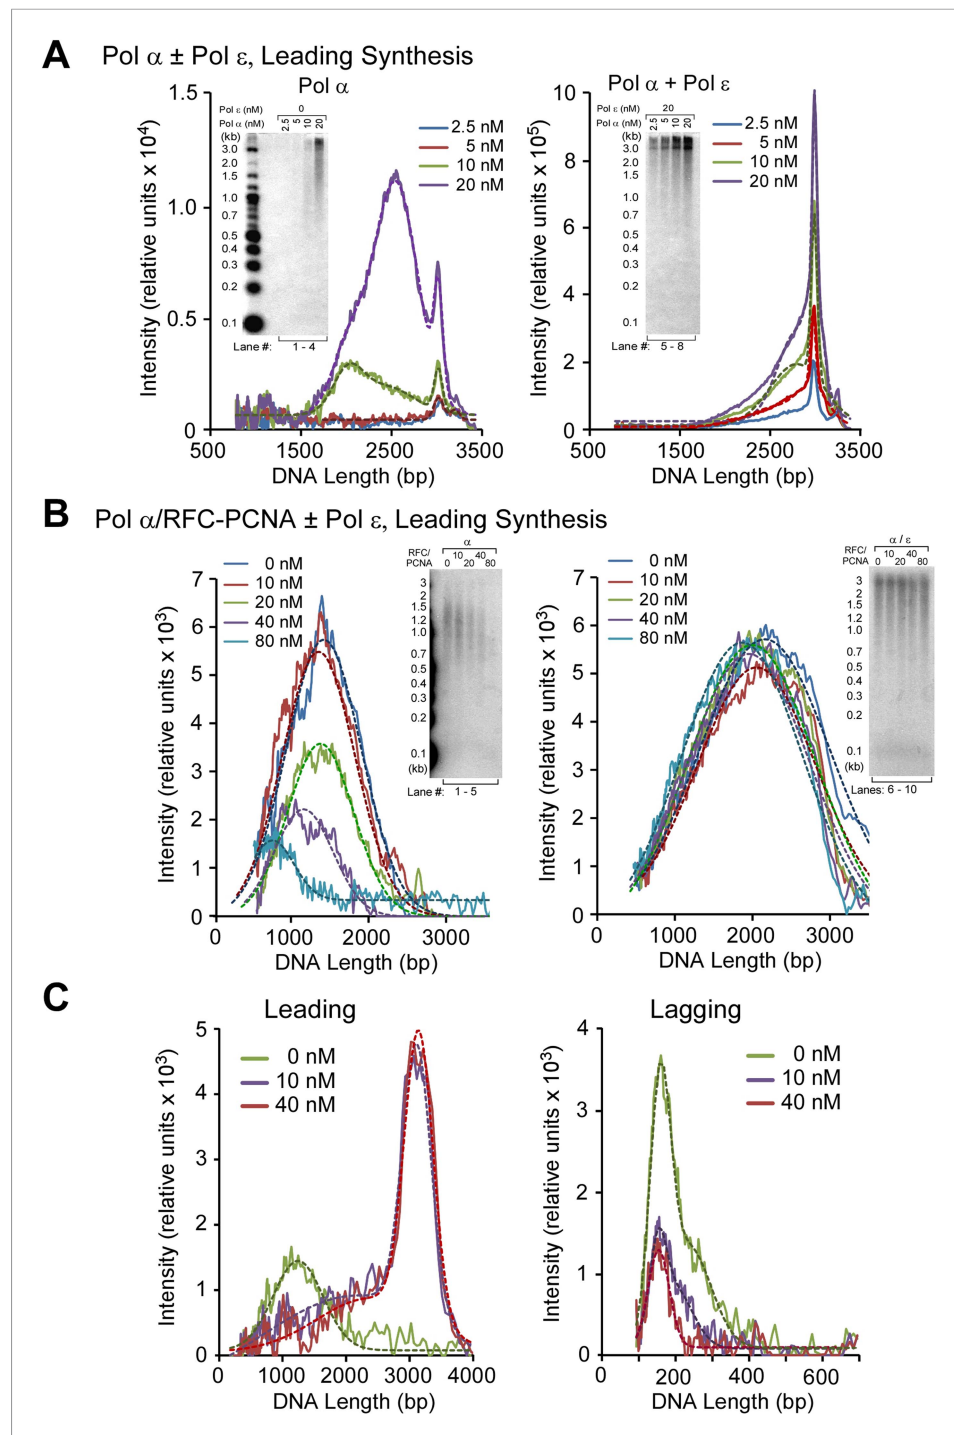 A
Pol α ± Pol ε, Leading Synthesis
Pol α
Intensity (relative units x 10⁴)
1.5
1.0
0.5
0
500 1500 2500 3500
DNA Length (bp)
Pol ε (nM) 0
Pol α (nM) 2.5 5 10 20
(kb)
3.0
2.0
1.5
1.0
0.7
0.5
0.4
0.3
0.2
0.1
Lane #: 1 - 4
2.5 nM
5 nM
10 nM
20 nM
Pol α + Pol ε
Intensity (relative units x 10⁵)
10
8
6
4
2
0
500 1500 2500 3500
DNA Length (bp)
Pol ε (nM) 20
Pol α (nM) 2.5 5 10 20
(kb)
3.0
2.0
1.5
1.0
0.7
0.5
0.4
0.3
0.2
0.1
Lane #: 5 - 8
2.5 nM
5 nM
10 nM
20 nM
B
Pol α/RFC-PCNA ± Pol ε, Leading Synthesis
Intensity (relative units x 10³)
7
6
5
4
3
2
1
0
0 1000 2000 3000
DNA Length (bp)
0 nM
10 nM
20 nM
40 nM
80 nM
α
RFC/
PCNA
0 10 20 40 80
3
2
1.5
1.2
1.0
0.7
0.5
0.4
0.3
0.2
0.1
(kb)
Lane #: 1 - 5
Intensity (relative units x 10³)
7
6
5
4
3
2
1
0
0 1000 2000 3000
DNA Length (bp)
0 nM
10 nM
20 nM
40 nM
80 nM
α / ε
RFC/
PCNA
0 10 20 40 80
3
2
1.5
1.2
1.0
0.7
0.5
0.4
0.3
0.2
0.1
(kb)
Lanes: 6 - 10
C
Leading
Intensity (relative units x 10³)
5
4
3
2
1
0
0 1000 2000 3000 4000
DNA Length (bp)
0 nM
10 nM
40 nM
Lagging
Intensity (relative units x 10³)
4
3
2
1
0
0 200 400 600
DNA Length (bp)
0 nM
10 nM
40 nM